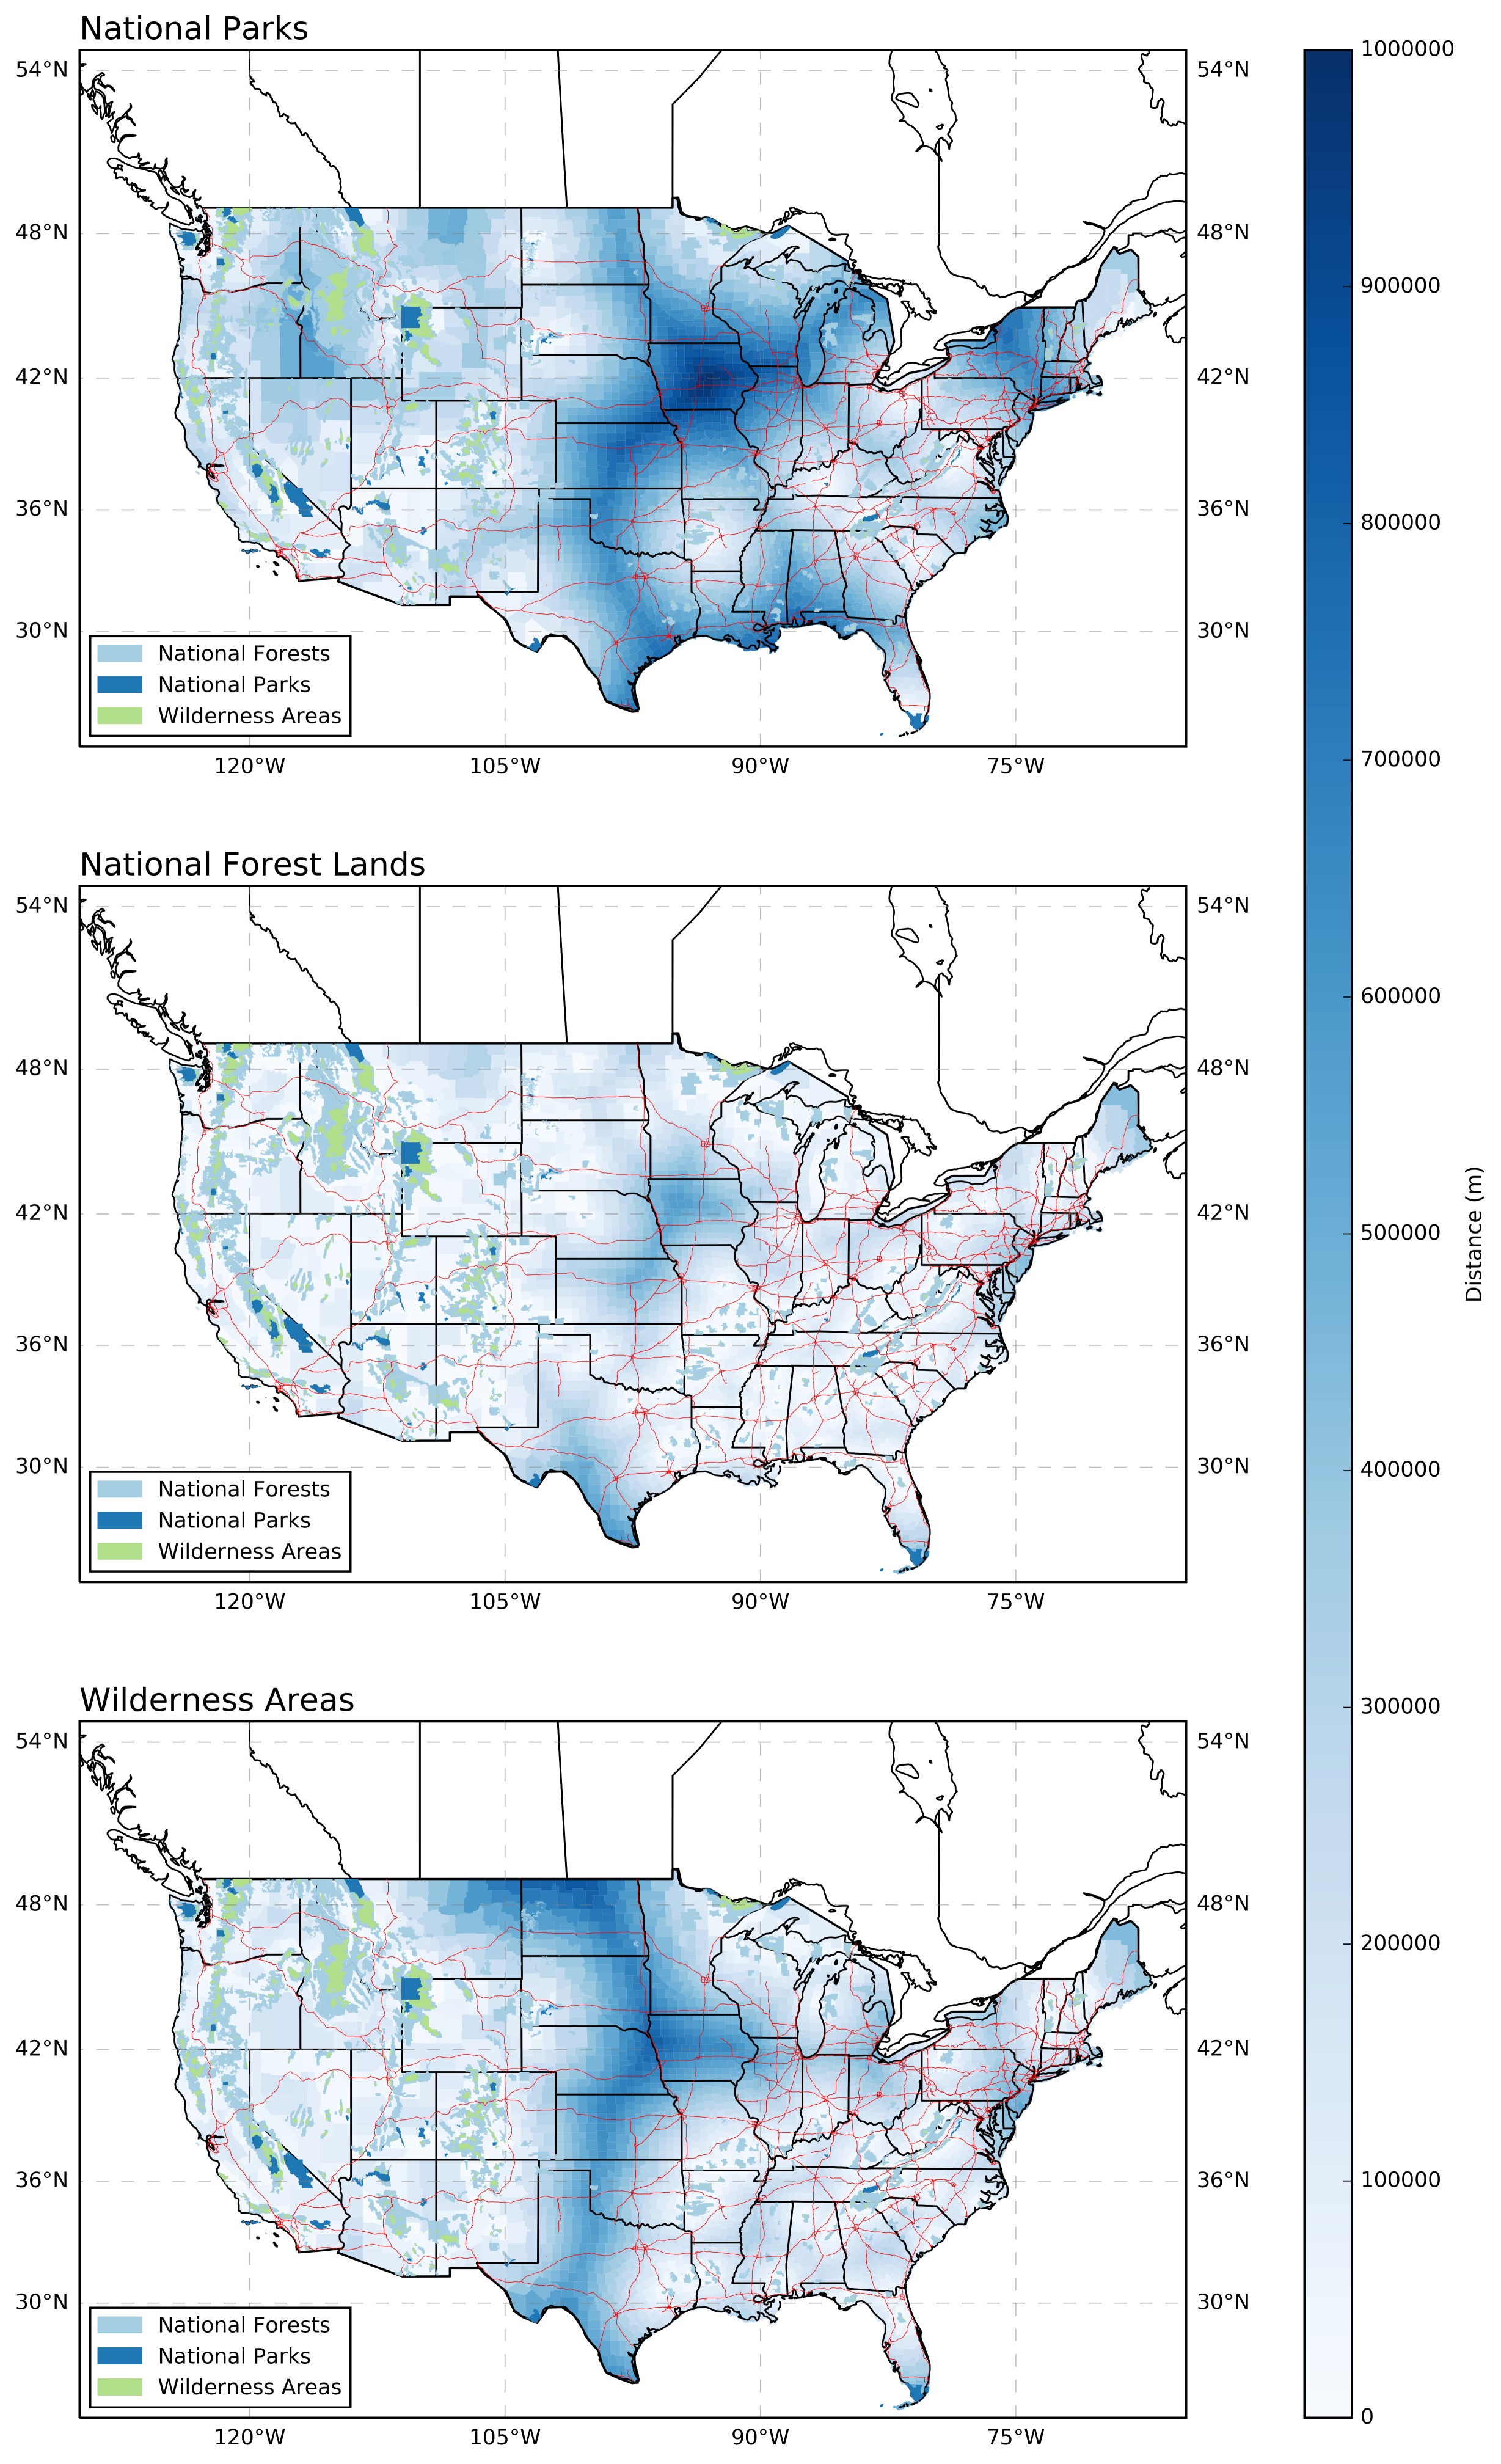 National Parks
54°N 54°N
48°N 48°N
42°N 42°N
36°N 36°N
30°N 30°N
National Forests
National Parks
Wilderness Areas
120°W 105°W 90°W 75°W
National Forest Lands
54°N 54°N
48°N 48°N
42°N 42°N
36°N 36°N
30°N 30°N
National Forests
National Parks
Wilderness Areas
120°W 105°W 90°W 75°W
Wilderness Areas
54°N 54°N
48°N 48°N
42°N 42°N
36°N 36°N
30°N 30°N
National Forests
National Parks
Wilderness Areas
120°W 105°W 90°W 75°W
1000000
900000
800000
700000
600000
500000
400000
300000
200000
100000
0
Distance (m)